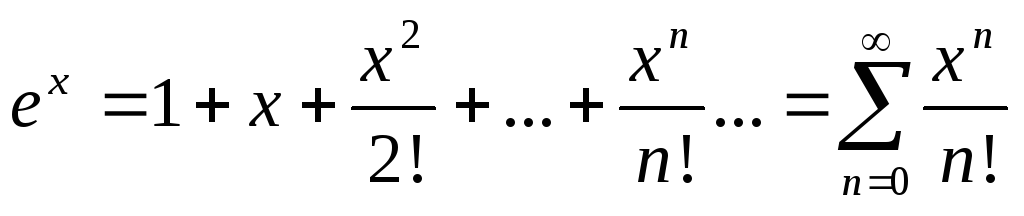 e^x = 1 + x + x^2/2! + ... + x^n/n! ... = ∑_{n=0}^{∞} x^n/n!